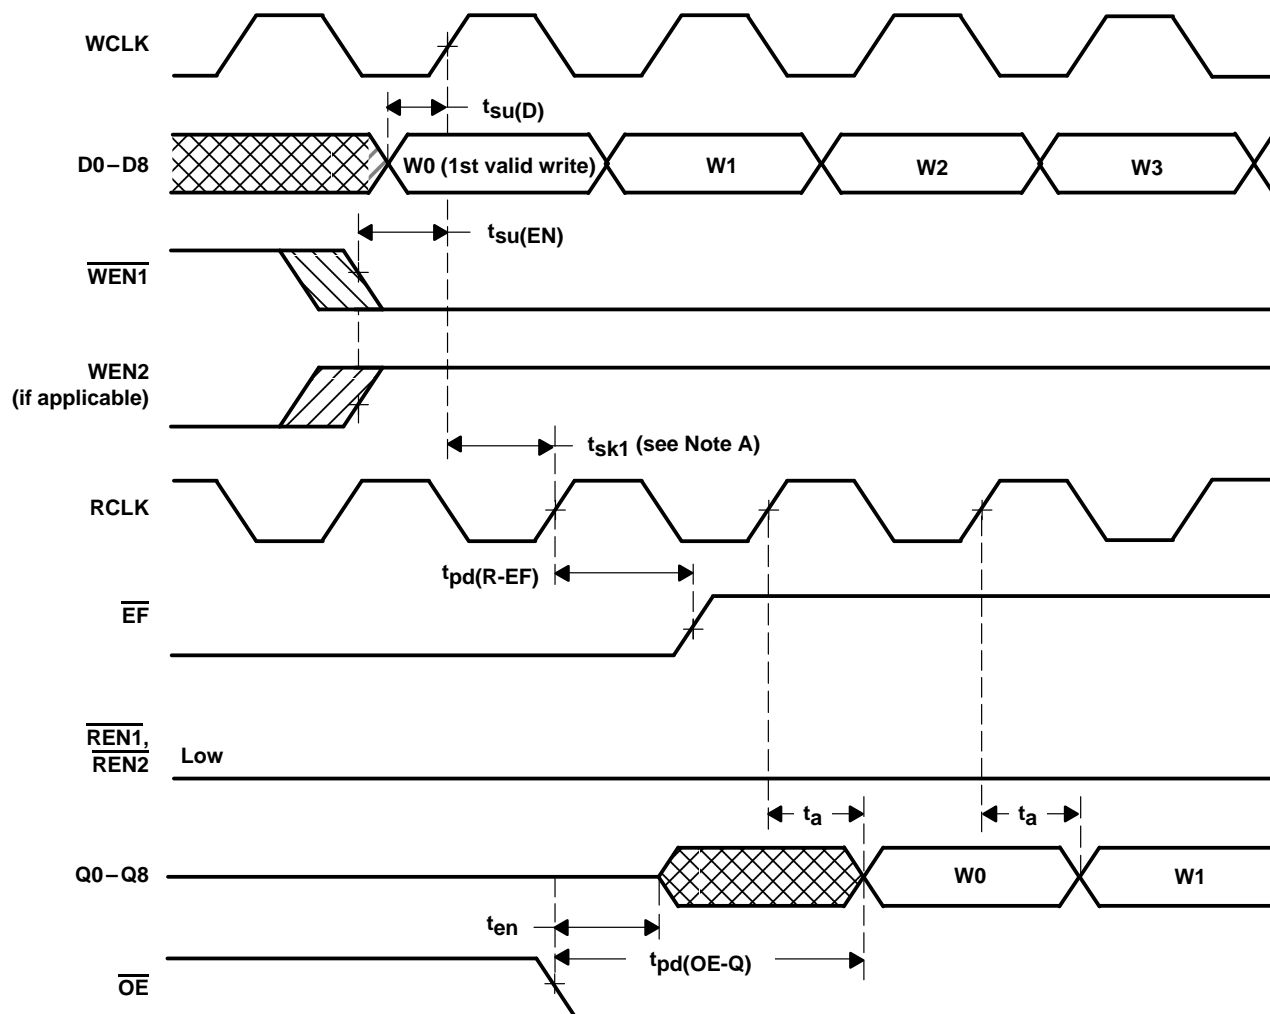 WCLK
tsu(D)
D0–D8
W0 (1st valid write)
W1
W2
W3
tsu(EN)
WEN1
WEN2
(if applicable)
tsk1 (see Note A)
RCLK
tpd(R-EF)
EF
REN1,
REN2
Low
ta
ta
Q0–Q8
W0
W1
ten
tpd(OE-Q)
OE